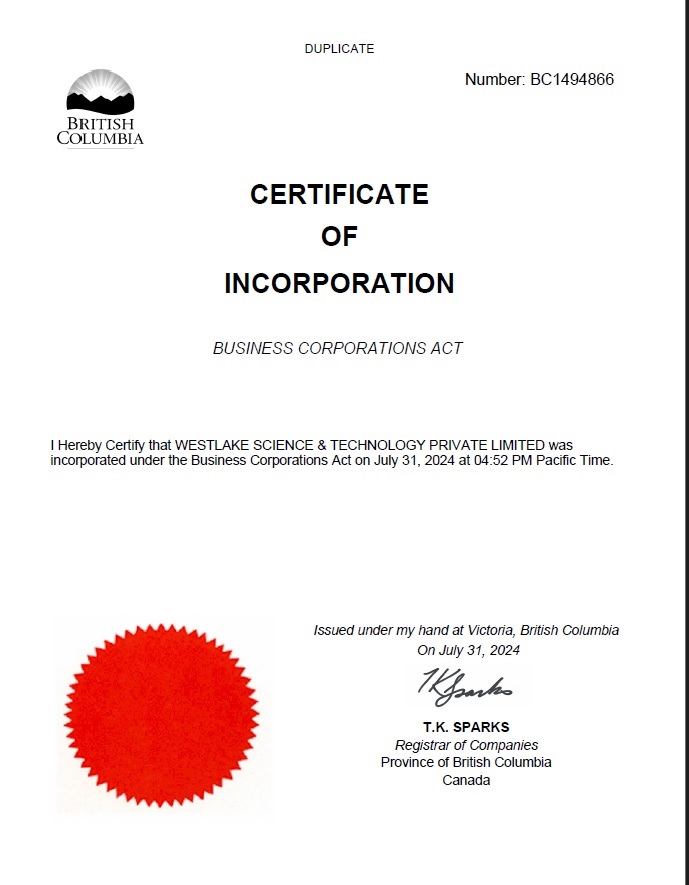 DUPLICATE
Number: BC1494866
BRITISH
COLUMBIA
CERTIFICATE
OF
INCORPORATION
BUSINESS CORPORATIONS ACT
I Hereby Certify that WESTLAKE SCIENCE & TECHNOLOGY PRIVATE LIMITED was
incorporated under the Business Corporations Act on July 31, 2024 at 04:52 PM Pacific Time.
Issued under my hand at Victoria, British Columbia
On July 31, 2024
TKSparks
T.K. SPARKS
Registrar of Companies
Province of British Columbia
Canada